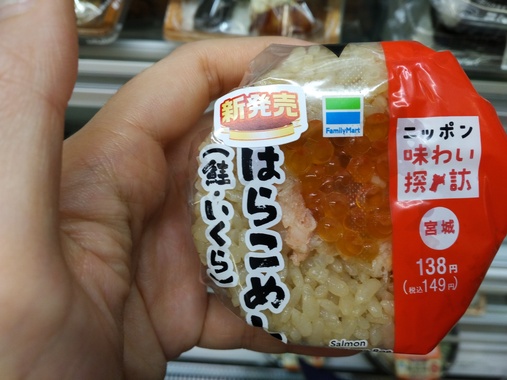 新発売
FamilyMart
はらこめ
(鮭・いくら)
ニッポン
味わい
探訪
宮城
138円
(税込149円)
Salmon